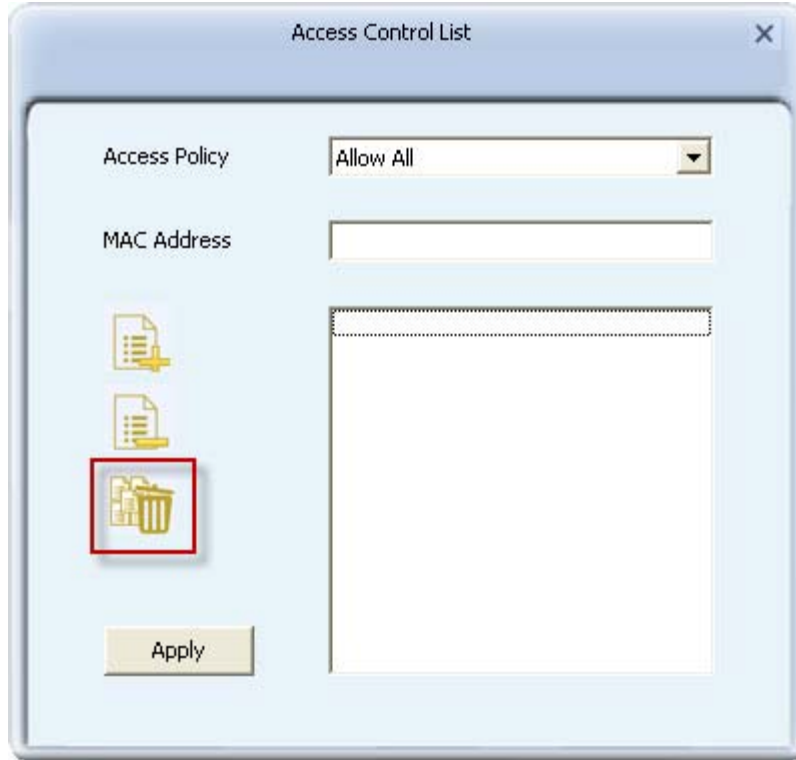 Access Control List
Access Policy
Allow All
MAC Address
Apply